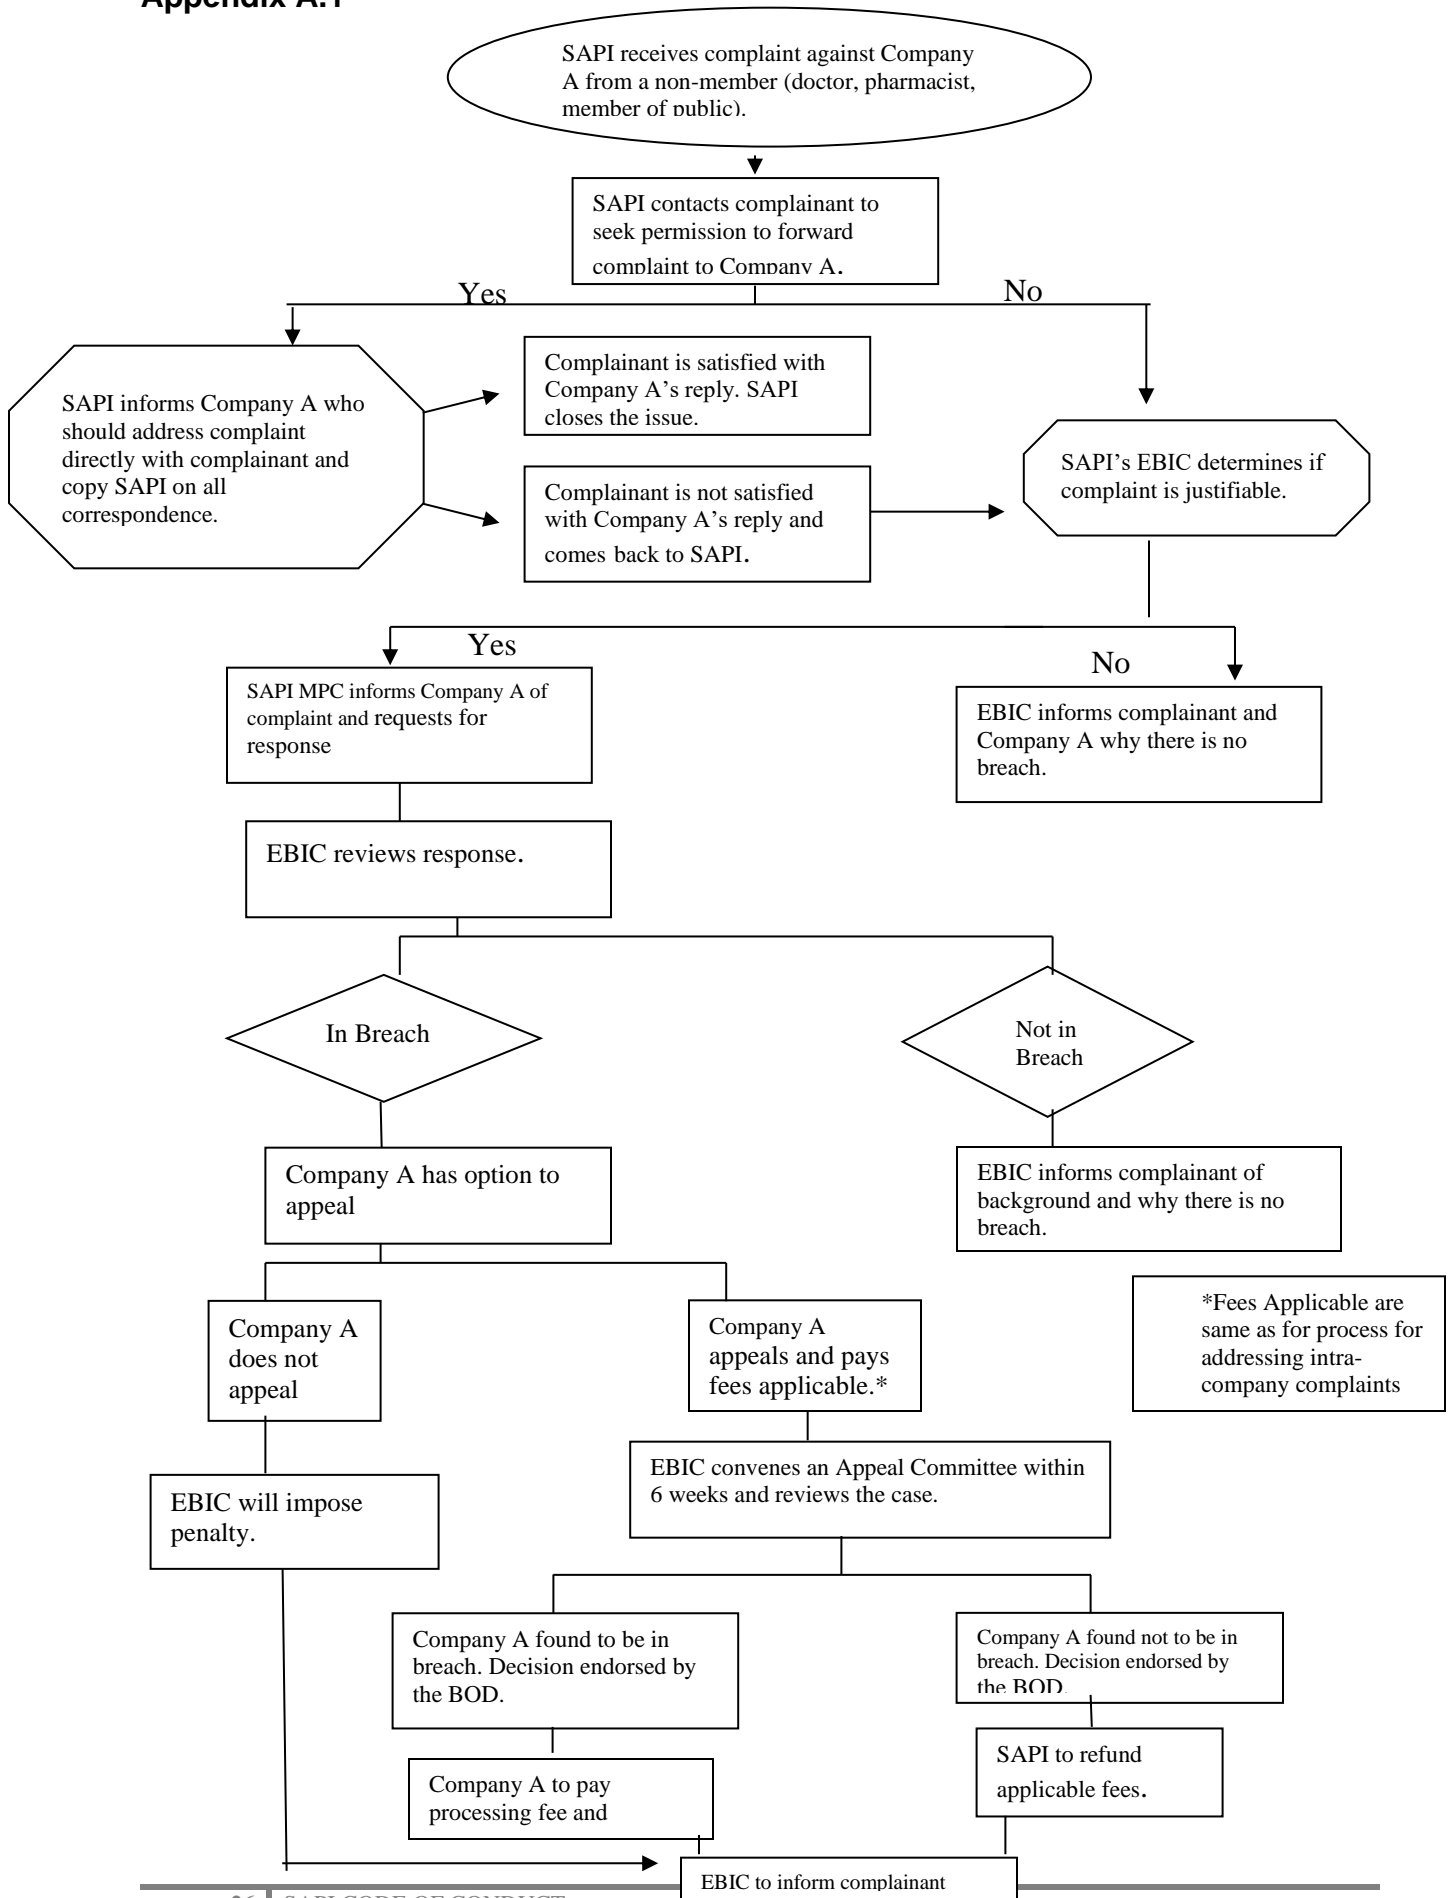 Appendix A.1
SAPI receives complaint against Company
A from a non-member (doctor, pharmacist,
member of public).
SAPI contacts complainant to
seek permission to forward
complaint to Company A.
Yes
No
SAPI informs Company A who
should address complaint
directly with complainant and
copy SAPI on all
correspondence.
Complainant is satisfied with
Company A’s reply. SAPI
closes the issue.
Complainant is not satisfied
with Company A’s reply and
comes back to SAPI.
SAPI’s EBIC determines if
complaint is justifiable.
Yes
No
SAPI MPC informs Company A of
complaint and requests for
response
EBIC informs complainant and
Company A why there is no
breach.
EBIC reviews response.
In Breach
Not in
Breach
Company A has option to
appeal
EBIC informs complainant of
background and why there is no
breach.
Company A
does not
appeal
Company A
appeals and pays
fees applicable.*
*Fees Applicable are
same as for process for
addressing intra-
company complaints
EBIC will impose
penalty.
EBIC convenes an Appeal Committee within
6 weeks and reviews the case.
Company A found to be in
breach. Decision endorsed by
the BOD.
Company A found not to be in
breach. Decision endorsed by
the BOD.
Company A to pay
processing fee and
SAPI to refund
applicable fees.
EBIC to inform complainant
SAPI CODE OF CONDUCT